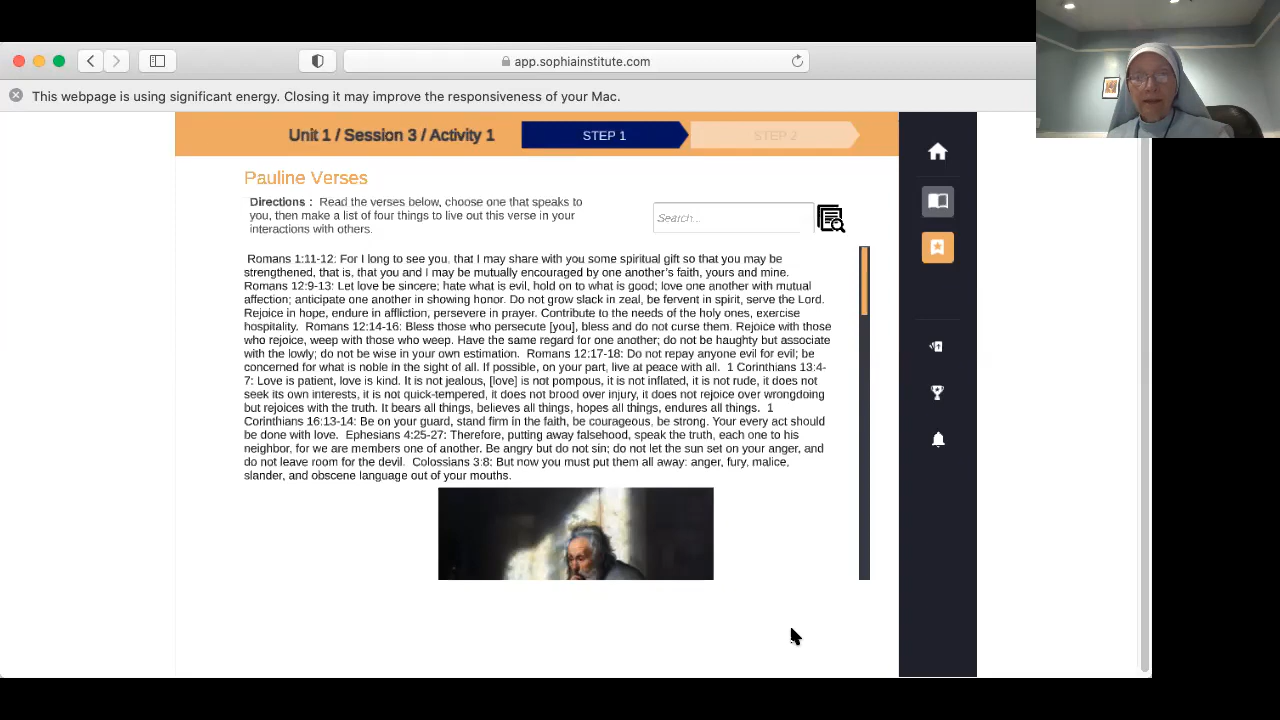 app.sophiainstitute.com
This webpage is using significant energy. Closing it may improve the responsiveness of your Mac.
Unit 1 / Session 3 / Activity 1
STEP 1
STEP 2
Pauline Verses
Directions : Read the verses below, choose one that speaks to
you, then make a list of four things to live out this verse in your
interactions with others.
Search...
Romans 1:11-12: For I long to see you, that I may share with you some spiritual gift so that you may be
strengthened, that is, that you and I may be mutually encouraged by one another's faith, yours and mine.
Romans 12:9-13: Let love be sincere; hate what is evil, hold on to what is good; love one another with mutual
affection; anticipate one another in showing honor. Do not grow slack in zeal, be fervent in spirit, serve the Lord.
Rejoice in hope, endure in affliction, persevere in prayer. Contribute to the needs of the holy ones, exercise
hospitality. Romans 12:14-16: Bless those who persecute [you], bless and do not curse them. Rejoice with those
who rejoice, weep with those who weep. Have the same regard for one another; do not be haughty but associate
with the lowly; do not be wise in your own estimation. Romans 12:17-18: Do not repay anyone evil for evil; be
concerned for what is noble in the sight of all. If possible, on your part, live at peace with all. 1 Corinthians 13:4-
7: Love is patient, love is kind. It is not jealous, [love] is not pompous, it is not inflated, it is not rude, it does not
seek its own interests, it is not quick-tempered, it does not brood over injury, it does not rejoice over wrongdoing
but rejoices with the truth. It bears all things, believes all things, hopes all things, endures all things. 1
Corinthians 16:13-14: Be on your guard, stand firm in the faith, be courageous, be strong. Your every act should
be done with love. Ephesians 4:25-27: Therefore, putting away falsehood, speak the truth, each one to his
neighbor, for we are members one of another. Be angry but do not sin; do not let the sun set on your anger, and
do not leave room for the devil. Colossians 3:8: But now you must put them all away: anger, fury, malice,
slander, and obscene language out of your mouths.